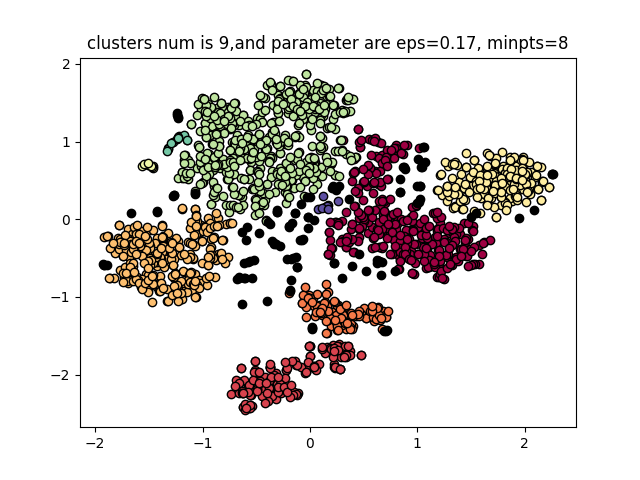 clusters num is 9,and parameter are eps=0.17, minpts=8
2
1
0
−1
−2
−2 −1 0 1 2